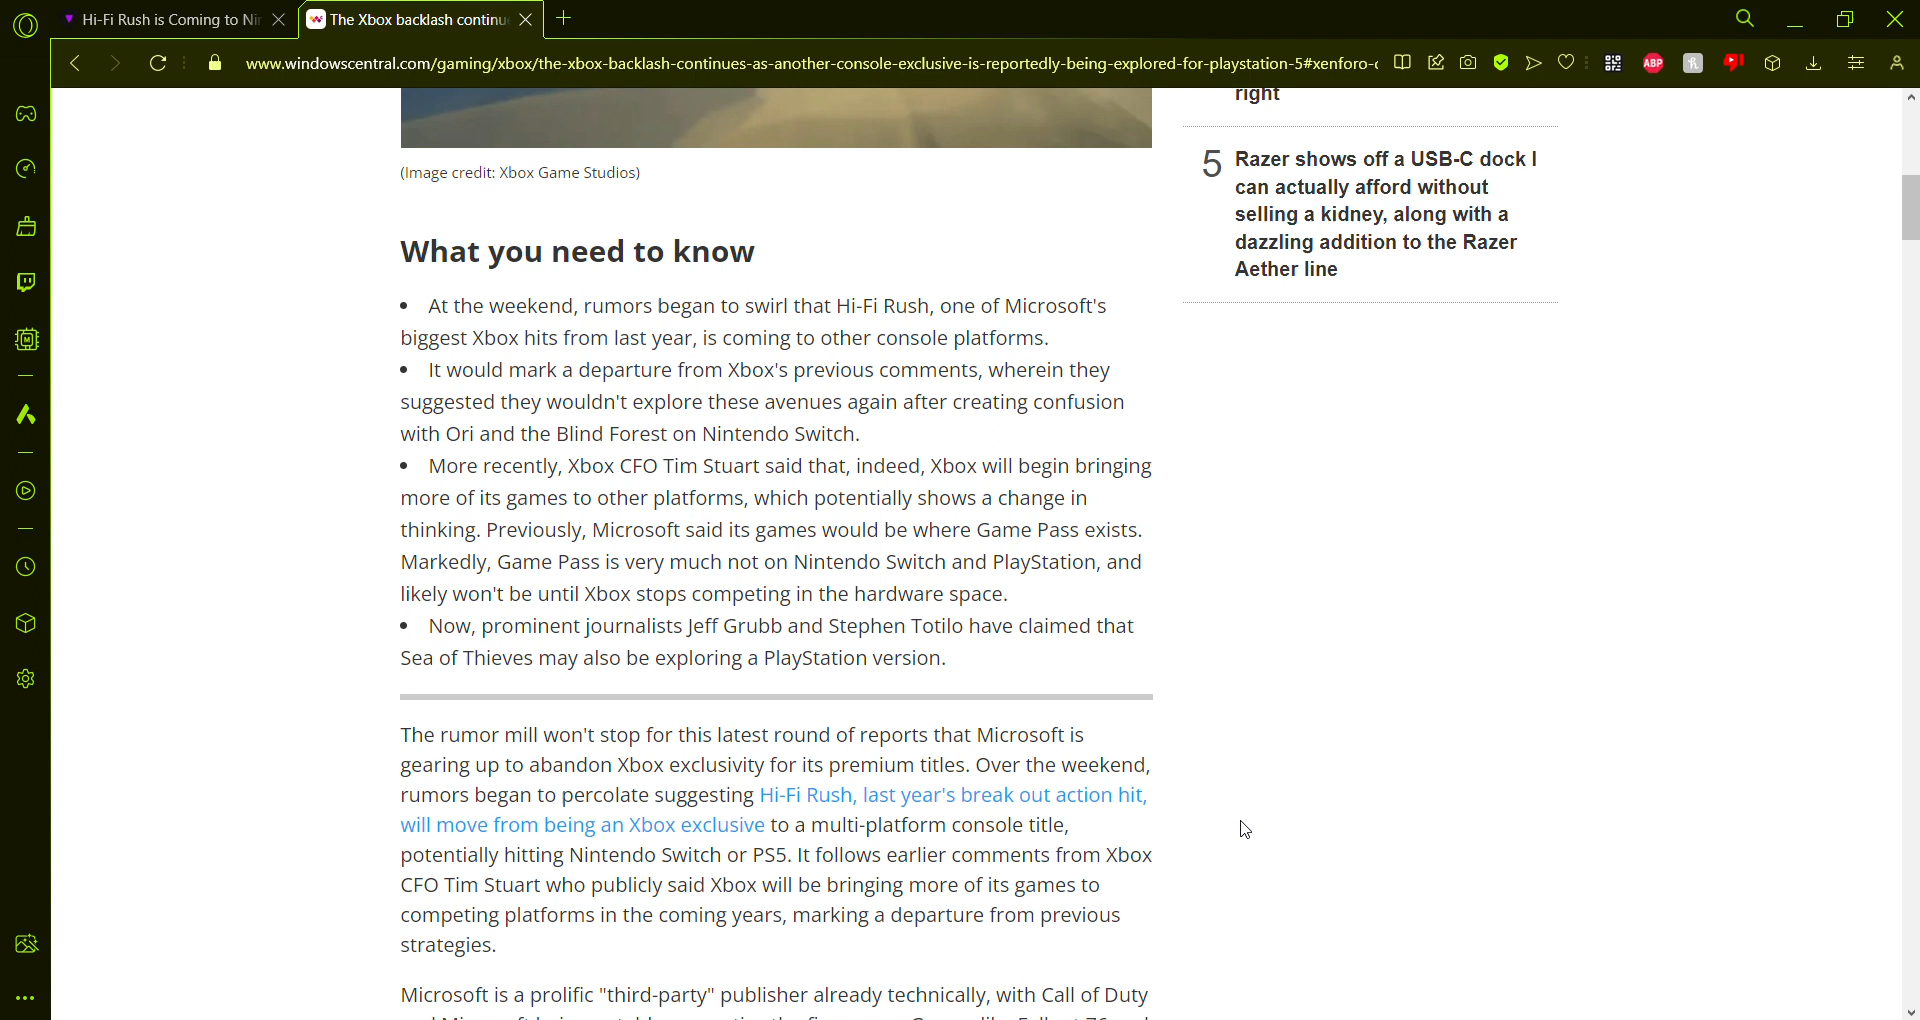 Hi-Fi Rush is Coming to Ni
The Xbox backlash continu
www.windowscentral.com/gaming/xbox/the-xbox-backlash-continues-as-another-console-exclusive-is-reportedly-being-explored-for-playstation-5#xenforo-c
ABP
right
(Image credit: Xbox Game Studios)
5 Razer shows off a USB-C dock I
can actually afford without
selling a kidney, along with a
dazzling addition to the Razer
Aether line
What you need to know
• At the weekend, rumors began to swirl that Hi-Fi Rush, one of Microsoft's
biggest Xbox hits from last year, is coming to other console platforms.
• It would mark a departure from Xbox's previous comments, wherein they
suggested they wouldn't explore these avenues again after creating confusion
with Ori and the Blind Forest on Nintendo Switch.
• More recently, Xbox CFO Tim Stuart said that, indeed, Xbox will begin bringing
more of its games to other platforms, which potentially shows a change in
thinking. Previously, Microsoft said its games would be where Game Pass exists.
Markedly, Game Pass is very much not on Nintendo Switch and PlayStation, and
likely won't be until Xbox stops competing in the hardware space.
• Now, prominent journalists Jeff Grubb and Stephen Totilo have claimed that
Sea of Thieves may also be exploring a PlayStation version.
The rumor mill won't stop for this latest round of reports that Microsoft is
gearing up to abandon Xbox exclusivity for its premium titles. Over the weekend,
rumors began to percolate suggesting Hi-Fi Rush, last year's break out action hit,
will move from being an Xbox exclusive to a multi-platform console title,
potentially hitting Nintendo Switch or PS5. It follows earlier comments from Xbox
CFO Tim Stuart who publicly said Xbox will be bringing more of its games to
competing platforms in the coming years, marking a departure from previous
strategies.
Microsoft is a prolific "third-party" publisher already technically, with Call of Duty